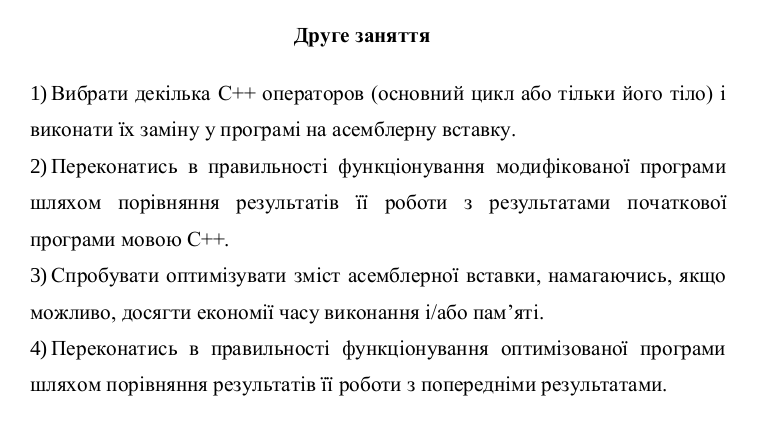 Друге заняття
1) Вибрати декілька С++ операторов (основний цикл або тільки його тіло) і
виконати їх заміну у програмі на асемблерну вставку.
2) Переконатись в правильності функціонування модифікованої програми
шляхом порівняння результатів її роботи з результатами початкової
програми мовою С++.
3) Спробувати оптимізувати зміст асемблерної вставки, намагаючись, якщо
можливо, досягти економії часу виконання і/або пам’яті.
4) Переконатись в правильності функціонування оптимізованої програми
шляхом порівняння результатів її роботи з попередніми результатами.